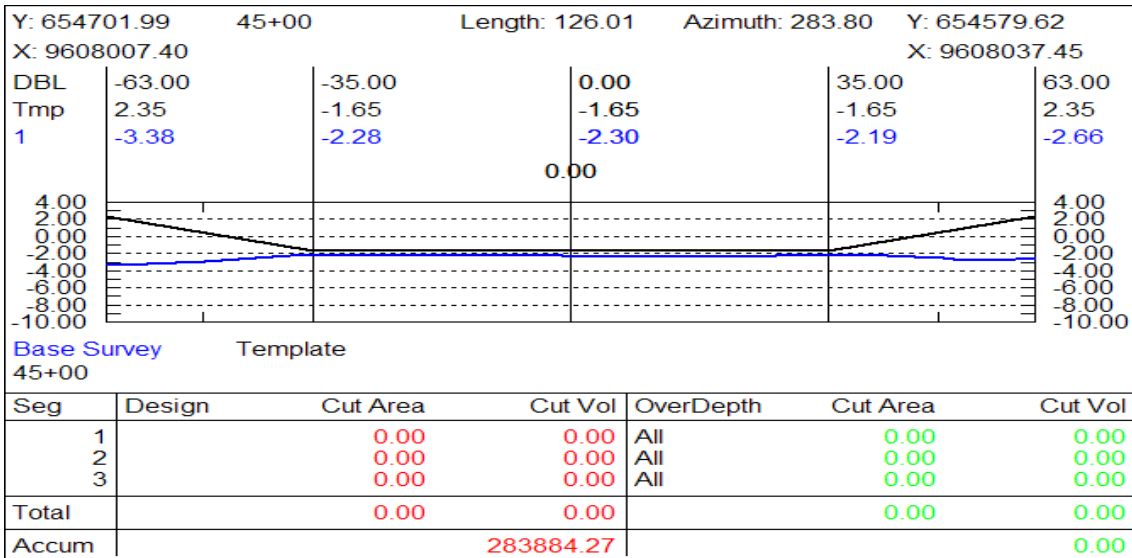 Y: 654701.99 45+00 Length: 126.01 Azimuth: 283.80 Y: 654579.62
X: 9608007.40 X: 9608037.45
DBL -63.00 -35.00 0.00 35.00 63.00
Tmp 2.35 -1.65 -1.65 -1.65 2.35
1 -3.38 -2.28 -2.30 -2.19 -2.66
0.00
4.00 4.00
2.00 2.00
0.00 0.00
-2.00 -2.00
-4.00 -4.00
-6.00 -6.00
-8.00 -8.00
-10.00 -10.00
Base Survey Template
45+00
Seg Design Cut Area Cut Vol OverDepth Cut Area Cut Vol
1 0.00 0.00 All 0.00 0.00
2 0.00 0.00 All 0.00 0.00
3 0.00 0.00 All 0.00 0.00
Total 0.00 0.00 0.00 0.00
Accum 283884.27 0.00